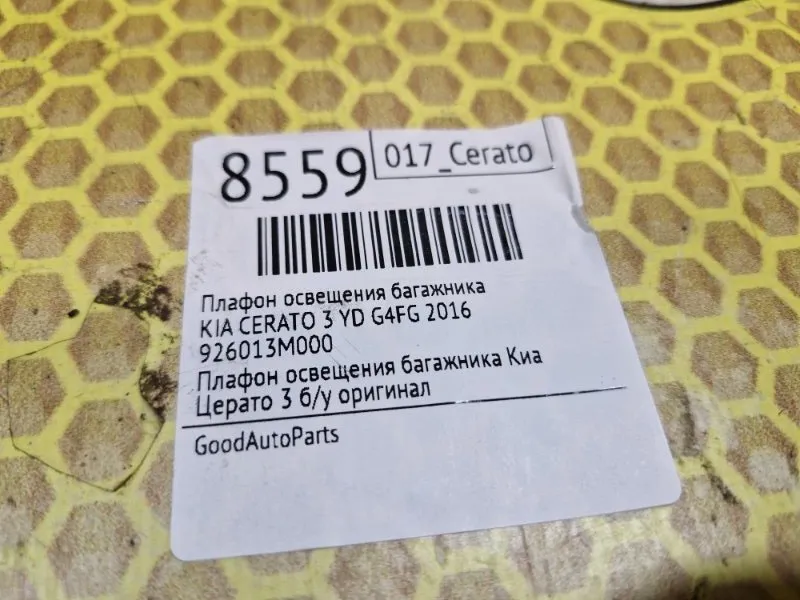 8559
017_Cerato
Плафон освещения багажника
KIA CERATO 3 YD G4FG 2016
926013M000
Плафон освещения багажника Киа
Церато 3 б/у оригинал
GoodAutoParts